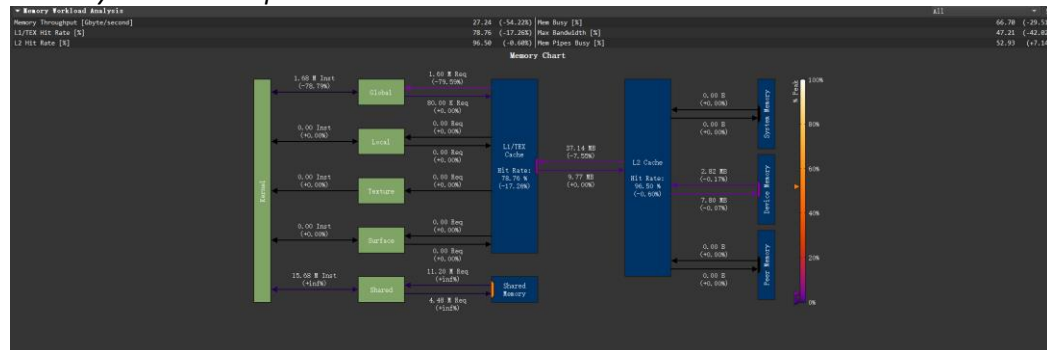 Memory Workload Analysis
All
Memory Throughput [Gbyte/second] 27.24 (-54.22%) Mem Busy [%] 66.70 (-29.51
L1/TEX Hit Rate [%] 78.76 (-17.26%) Max Bandwidth [%] 47.21 (-42.02
L2 Hit Rate [%] 96.50 (-0.60%) Mem Pipes Busy [%] 52.93 (+7.14
Memory Chart
Kernel
1.68 M Inst
(-78.79%)
Global
1.60 M Req
(-79.59%)
80.00 K Req
(+0.00%)
0.00 Inst
(+0.00%)
Local
0.00 Req
(+0.00%)
0.00 Req
(+0.00%)
0.00 Inst
(+0.00%)
Texture
0.00 Req
(+0.00%)
0.00 Inst
(+0.00%)
Surface
0.00 Req
(+0.00%)
0.00 Req
(+0.00%)
15.68 M Inst
(+inf%)
Shared
11.20 M Req
(+inf%)
4.48 M Req
(+inf%)
L1/TEX
Cache
Hit Rate:
78.76 %
(-17.26%)
Shared
Memory
37.14 MB
(-7.55%)
9.77 MB
(+0.00%)
L2 Cache
Hit Rate:
96.50 %
(-0.60%)
0.00 B
(+0.00%)
0.00 B
(+0.00%)
System Memory
2.82 MB
(-0.17%)
7.80 MB
(-0.07%)
Device Memory
0.00 B
(+0.00%)
0.00 B
(+0.00%)
Peer Memory
% Peak
100%
80%
60%
40%
20%
0%